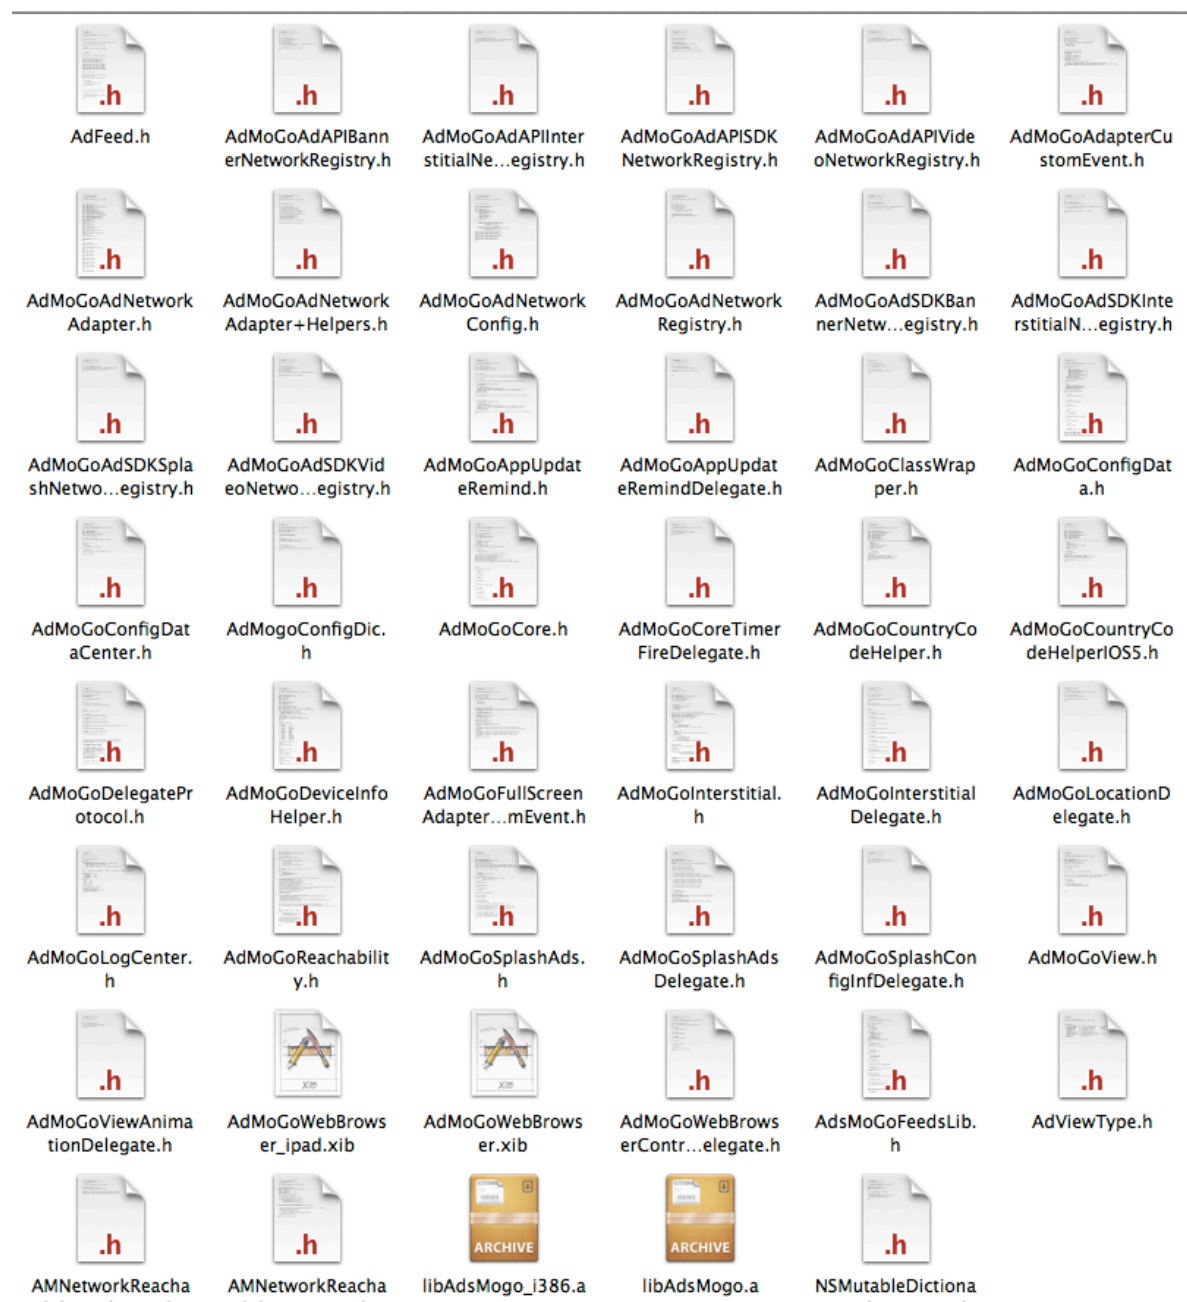 .h .h .h .h .h .h
AdFeed.h AdMoGoAdAPIBann AdMoGoAdAPIInter AdMoGoAdAPISDK AdMoGoAdAPIVide AdMoGoAdapterCu
erNetworkRegistry.h stitialNe...egistry.h NetworkRegistry.h oNetworkRegistry.h stomEvent.h
.h .h .h .h .h .h
AdMoGoAdNetwork AdMoGoAdNetwork AdMoGoAdNetwork AdMoGoAdNetwork AdMoGoAdSDKBan AdMoGoAdSDKInte
Adapter.h Adapter+Helpers.h Config.h Registry.h nerNetw...egistry.h rstitialN...egistry.h
.h .h .h .h .h .h
AdMoGoAdSDKSpla AdMoGoAdSDKVid AdMoGoAppUpdat AdMoGoAppUpdat AdMoGoClassWrap AdMoGoConfigDat
shNetwo...egistry.h eoNetwo...egistry.h eRemind.h eRemindDelegate.h per.h a.h
.h .h .h .h .h .h
AdMoGoConfigDat AdMogoConfigDic. AdMoGoCore.h AdMoGoCoreTimer AdMoGoCountryCo AdMoGoCountryCo
aCenter.h h FireDelegate.h deHelper.h deHelperIOS5.h
.h .h .h .h .h .h
AdMoGoDelegatePr AdMoGoDeviceInfo AdMoGoFullScreen AdMoGoInterstitial. AdMoGoInterstitial AdMoGoLocationD
otocol.h Helper.h Adapter...mEvent.h h Delegate.h elegate.h
.h .h .h .h .h .h
AdMoGoLogCenter. AdMoGoReachabilit AdMoGoSplashAds. AdMoGoSplashAds AdMoGoSplashCon AdMoGoView.h
h y.h h Delegate.h figInfDelegate.h
.h XIB XIB .h .h .h
AdMoGoViewAnima AdMoGoWebBrows AdMoGoWebBrows AdMoGoWebBrows AdsMoGoFeedsLib. AdViewType.h
tionDelegate.h er_ipad.xib er.xib erContr...elegate.h h
.h .h ARCHIVE ARCHIVE .h
AMNetworkReacha AMNetworkReacha libAdsMogo_i386.a libAdsMogo.a NSMutableDictiona